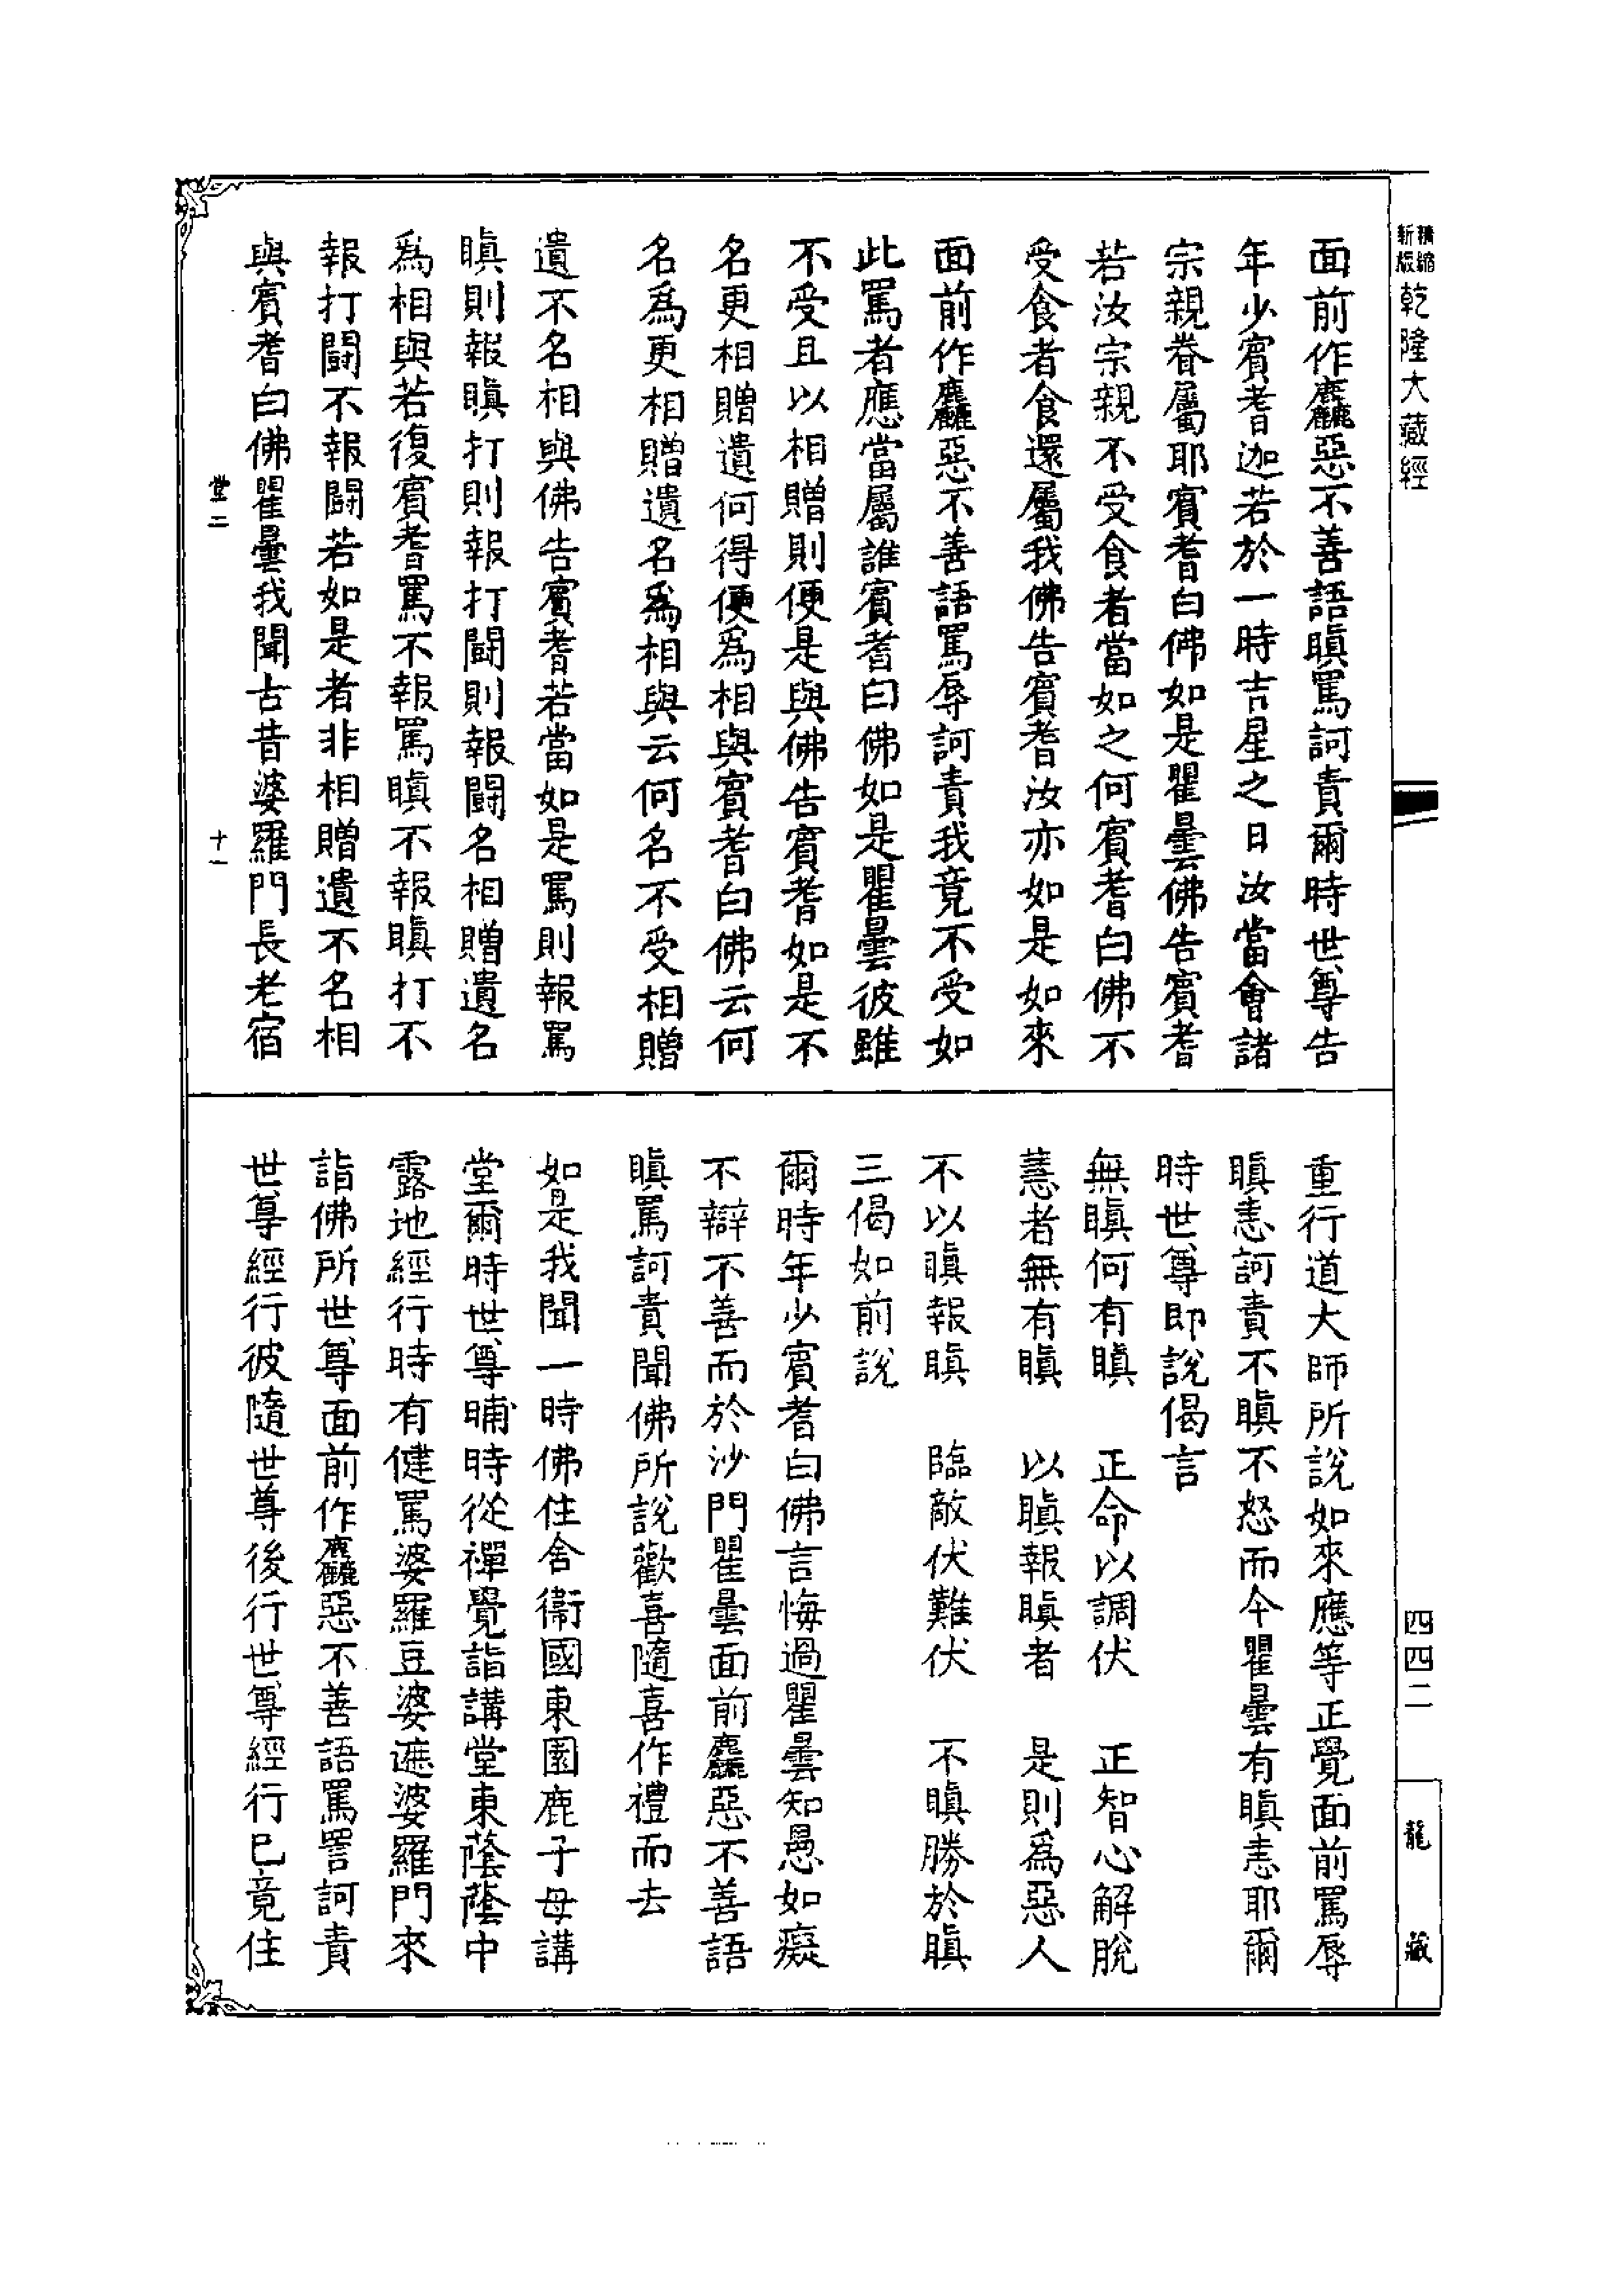 精縮
新版
乾隆大藏經
四四二
龍藏
面前作麤惡不善語瞋罵訶責爾時世尊告
年少賓耆迦若於一時吉星之日汝當會諸
宗親眷屬耶賓耆白佛如是瞿曇佛告賓耆
若汝宗親不受食者當如之何賓耆白佛不
受食者食還屬我佛告賓耆汝亦如是如來
面前作麤惡不善語罵辱訶責我竟不受如
此罵者應當屬誰賓耆白佛如是瞿曇彼雖
不受且以相贈則便是與佛告賓耆如是不
名更相贈遺何得便爲相與賓耆白佛云何
名爲更相贈遺名爲相與云何名不受相贈
遺不名相與佛告賓耆若當如是罵則報罵
瞋則報瞋打則報打鬪則報鬪名相贈遺名
爲相與若復賓耆罵不報罵瞋不報瞋打不
報打鬪不報鬪若如是者非相贈遺不名相
與賓耆白佛瞿曇我聞古昔婆羅門長老宿
堂二
十一
重行道大師所說如來應等正覺面前罵辱
瞋恚訶責不瞋不怒而今瞿曇有瞋恚耶爾
時世尊即說偈言
無瞋何有瞋　正命以調伏　正智心解脫
慧者無有瞋　以瞋報瞋者　是則爲惡人
不以瞋報瞋　臨敵伏難伏　不瞋勝於瞋
三偈如前說
爾時年少賓耆白佛言悔過瞿曇如愚如癡
不辯不善而於沙門瞿曇面前麤惡不善語
瞋罵訶責聞佛所說歡喜隨喜作禮而去
如是我聞一時佛住舍衞國東園鹿子母講
堂爾時世尊晡時從禪覺詣講堂東蔭蔭中
露地經行時有健罵婆羅豆婆遮婆羅門來
詣佛所世尊面前作麤惡不善語罵詈訶責
世尊經行彼隨世尊後行世尊經行已竟住